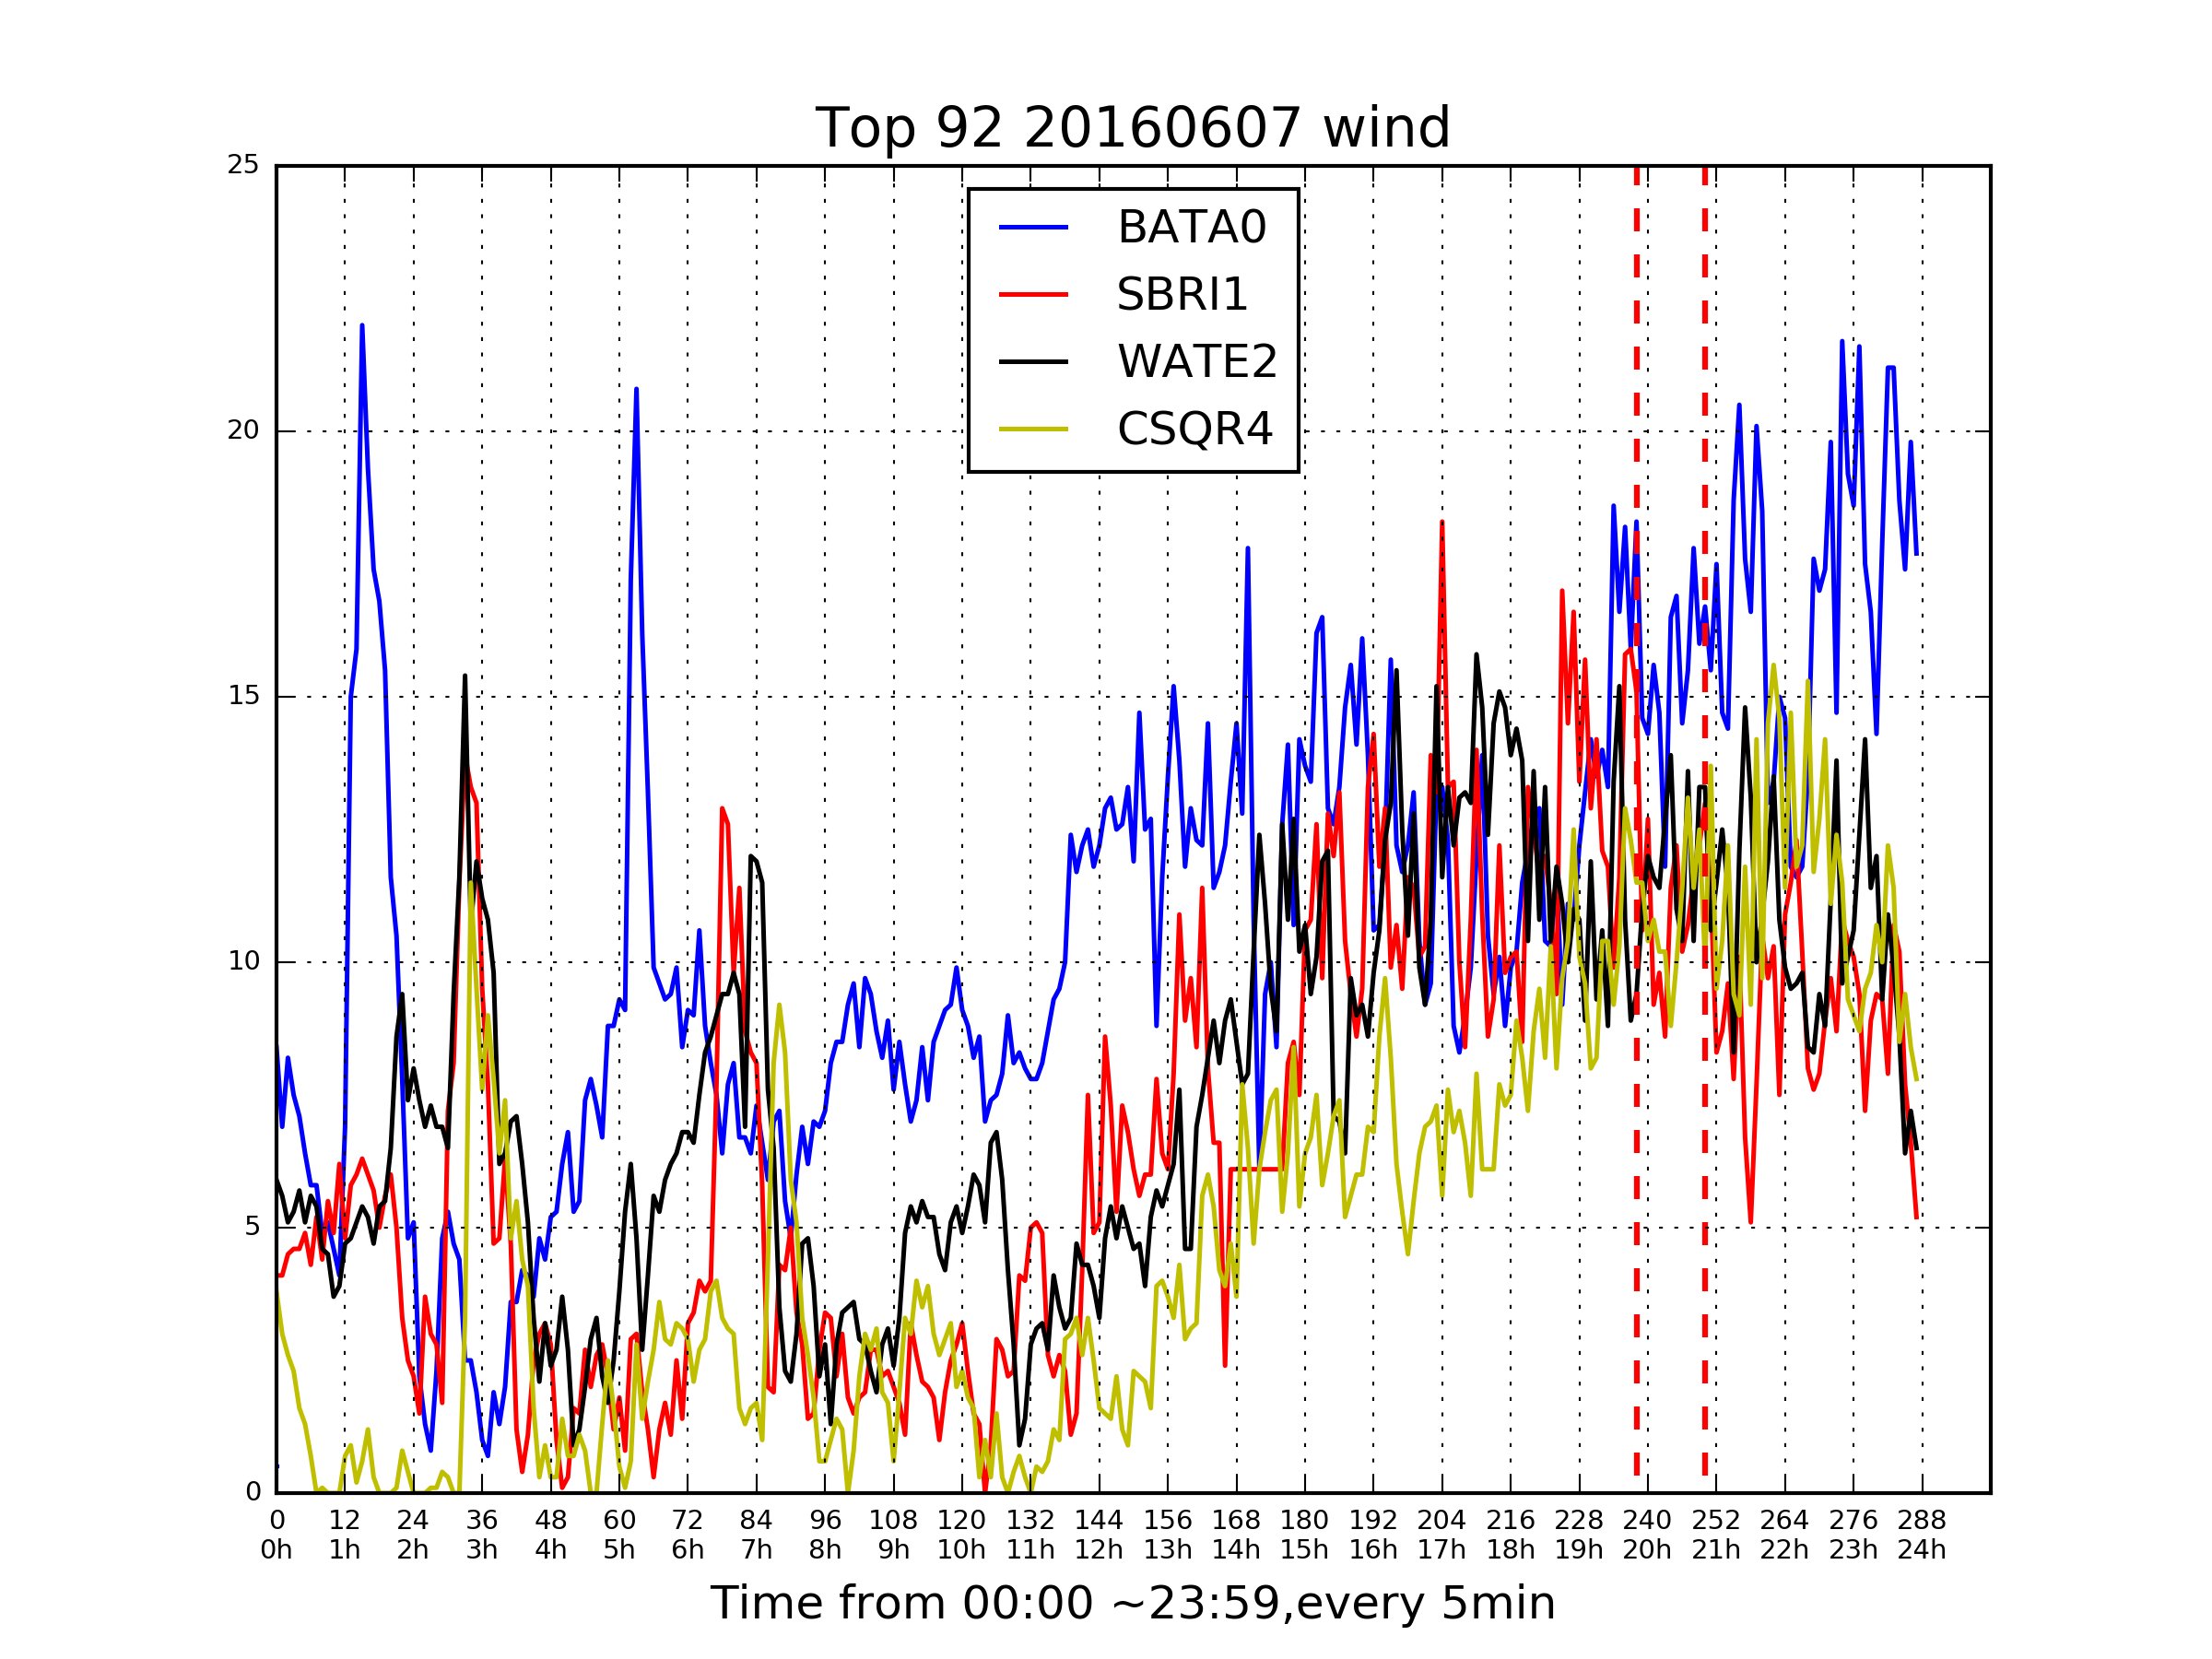 Top 92 20160607 wind
25
20
15
10
5
0
BATA0
SBRI1
WATE2
CSQR4
0 12 24 36 48 60 72 84 96 108 120 132 144 156 168 180 192 204 216 228 240 252 264 276 288
0h 1h 2h 3h 4h 5h 6h 7h 8h 9h 10h 11h 12h 13h 14h 15h 16h 17h 18h 19h 20h 21h 22h 23h 24h
Time from 00:00 ~23:59,every 5min